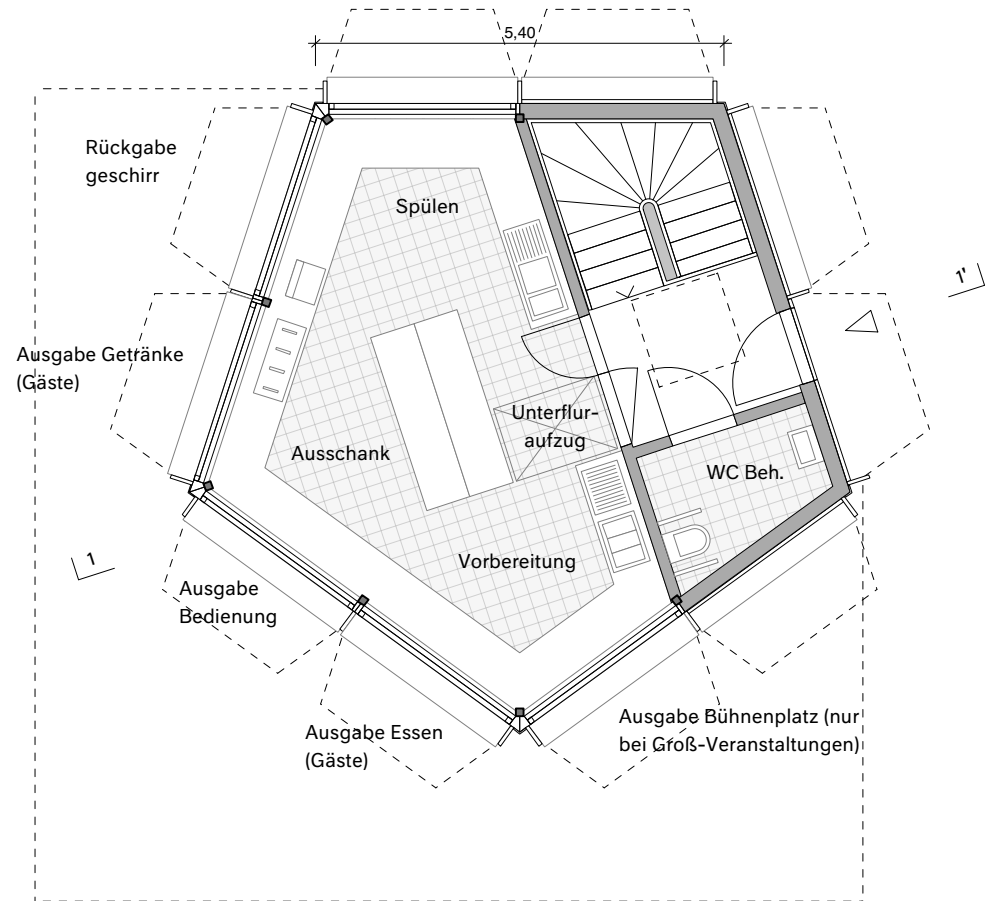 5,40
Rückgabe
geschirr
Spülen
1'
Ausgabe Getränke
(Gäste)
Unterflur-
aufzug
Ausschank
WC Beh.
1
Vorbereitung
Ausgabe
Bedienung
Ausgabe Essen
(Gäste)
Ausgabe Bühnenplatz (nur
bei Groß-Veranstaltungen)